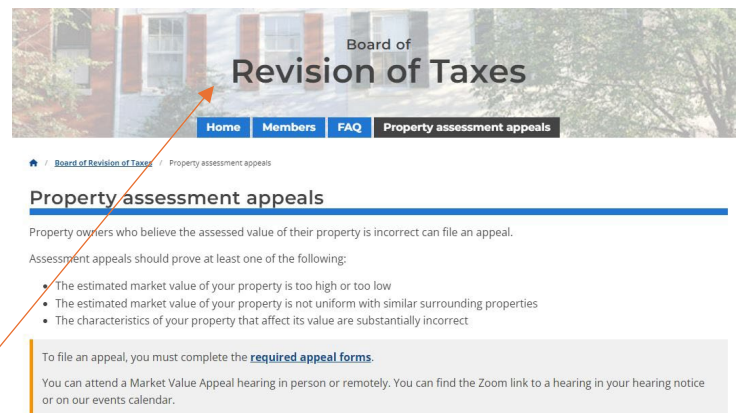 Board of
Revision of Taxes
Home Members FAQ Property assessment appeals
/ Board of Revision of Taxes / Property assessment appeals
Property assessment appeals
Property owners who believe the assessed value of their property is incorrect can file an appeal.
Assessment appeals should prove at least one of the following:
• The estimated market value of your property is too high or too low
• The estimated market value of your property is not uniform with similar surrounding properties
• The characteristics of your property that affect its value are substantially incorrect
To file an appeal, you must complete the required appeal forms.
You can attend a Market Value Appeal hearing in person or remotely. You can find the Zoom link to a hearing in your hearing notice
or on our events calendar.